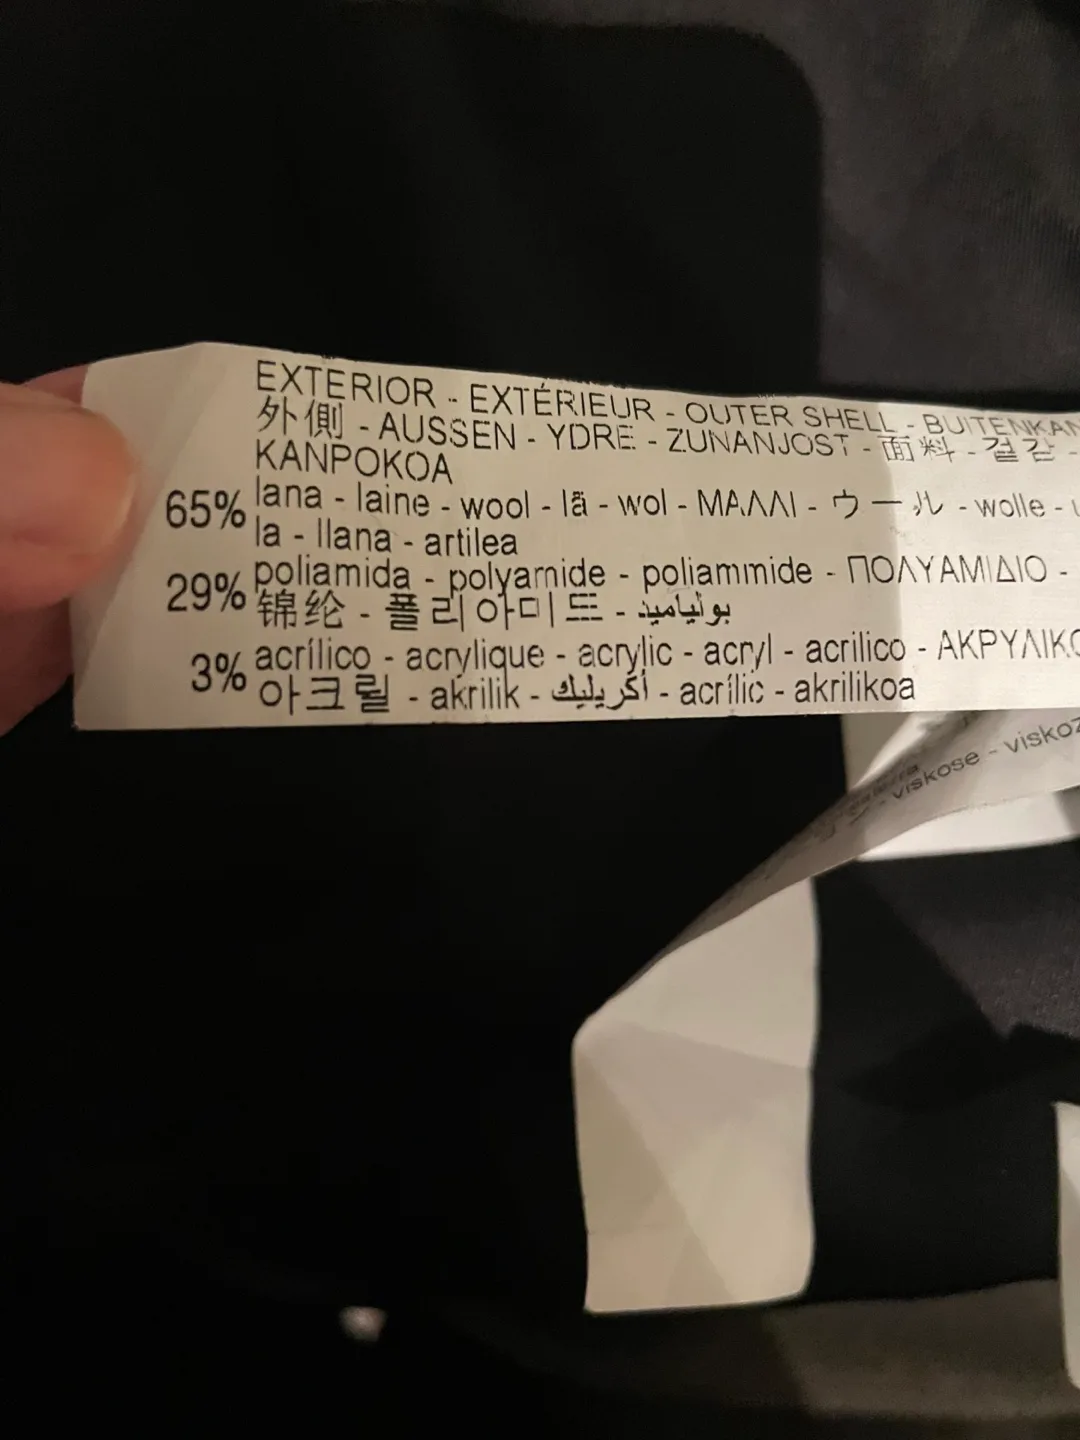 EXTERIOR - EXTÉRIEUR - OUTER SHELL - BUITENKAN
外側 - AUSSEN - YDRE - ZUNANJOST - 面料 - 겉감 -
KANPOKOA
65% lana - laine - wool - lã - wol - ΜΑΛΛΙ - ウール - wolle -
la - llana - artilea
29% poliamida - polyamide - poliammide - ΠΟΛΥΑΜΙΔΙΟ -
锦纶 - 폴리아미드 - بولياميد
3% acrílico - acrylique - acrylic - acryl - acrilico - ΑΚΡΥΛΙΚΟ
아크릴 - akrilik - أكريليك - acrílic - akrilikoa
- viskose - viskoz